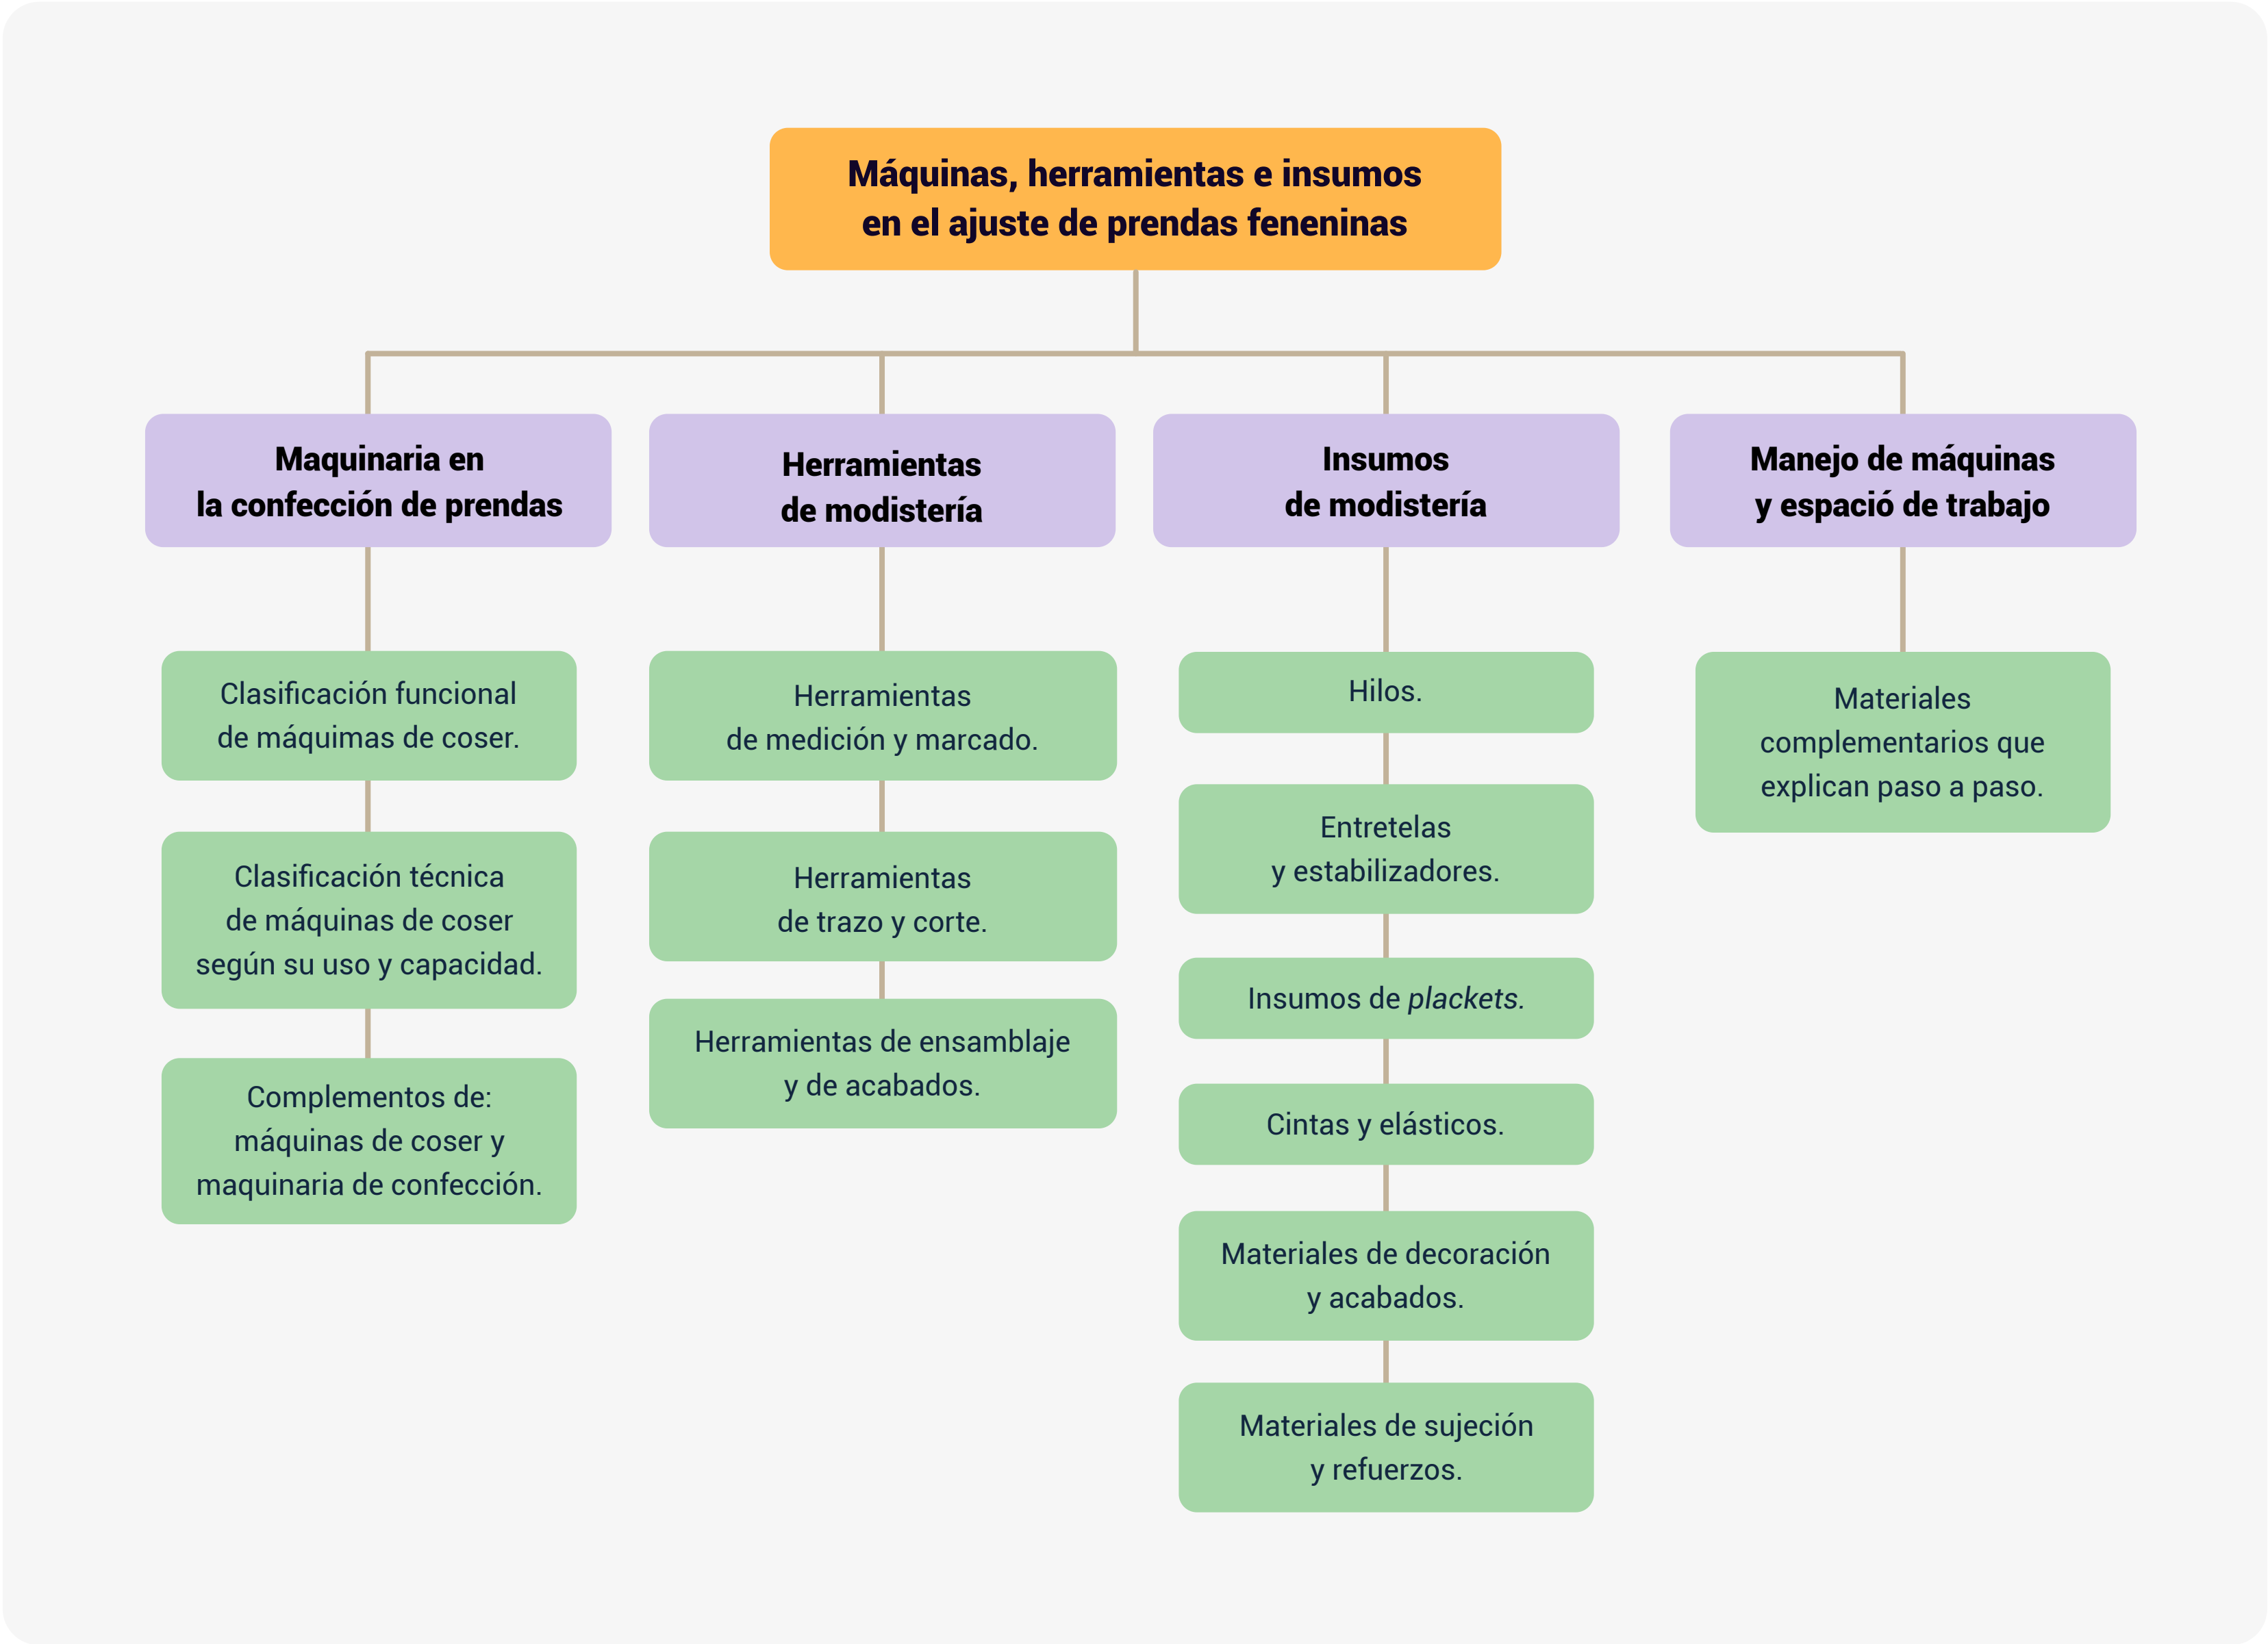 Máquinas, herramientas e insumos
en el ajuste de prendas feneninas
Maquinaria en
la confección de prendas
Clasificación funcional
de máquimas de coser.
Clasificación técnica
de máquinas de coser
según su uso y capacidad.
Complementos de:
máquinas de coser y
maquinaria de confección.
Herramientas
de modistería
Herramientas
de medición y marcado.
Herramientas
de trazo y corte.
Herramientas de ensamblaje
y de acabados.
Insumos
de modistería
Hilos.
Entretelas
y estabilizadores.
Insumos de plackets.
Cintas y elásticos.
Materiales de decoración
y acabados.
Materiales de sujeción
y refuerzos.
Manejo de máquinas
y espació de trabajo
Materiales
complementarios que
explican paso a paso.